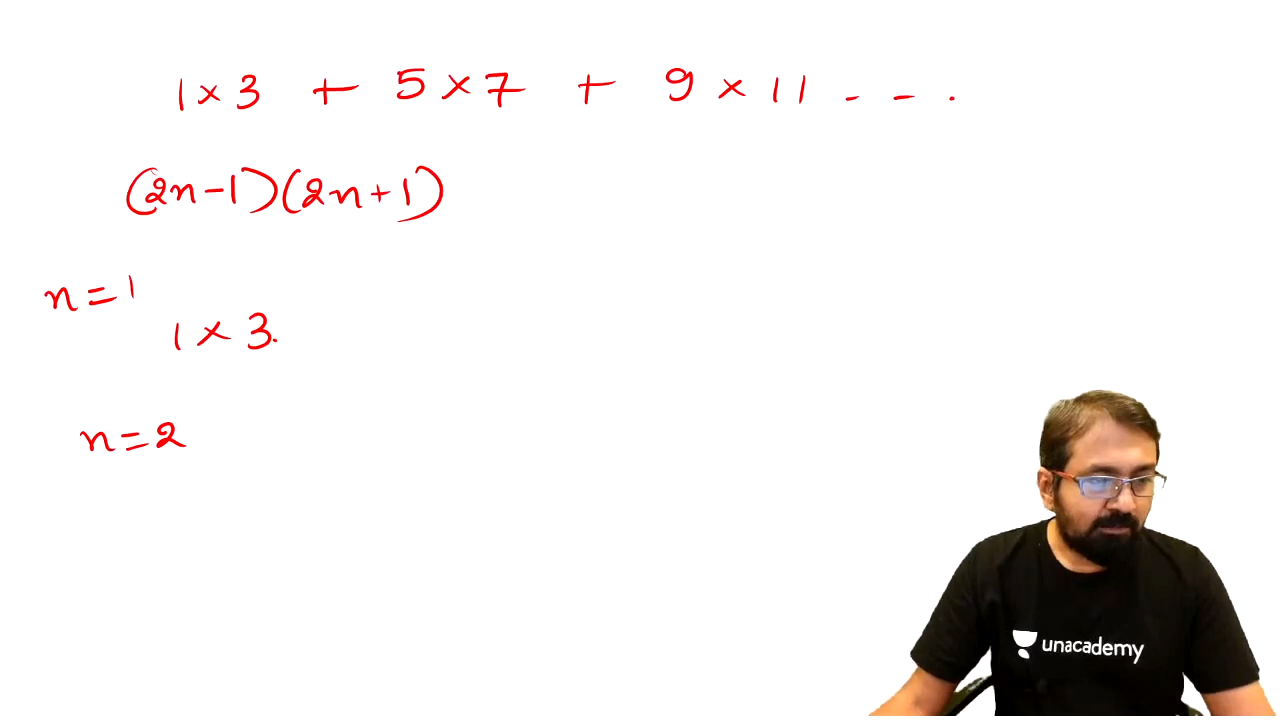 1 × 3 + 5 × 7 + 9 × 11 - - .
(2n-1)(2n+1)
n=1
1 × 3.
n=2
unacademy